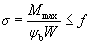 σ = M_max / (ψ_b W) ≤ f